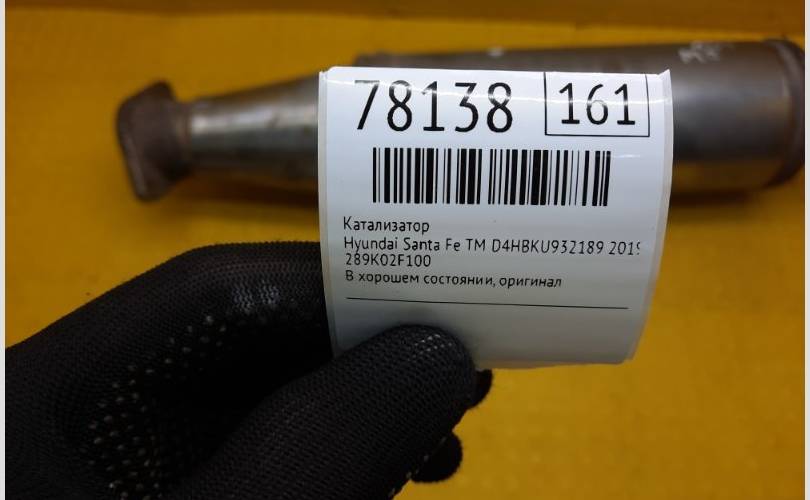 78138 161
Катализатор
Hyundai Santa Fe TM D4HBKU932189 2019
289K02F100
В хорошем состоянии, оригинал